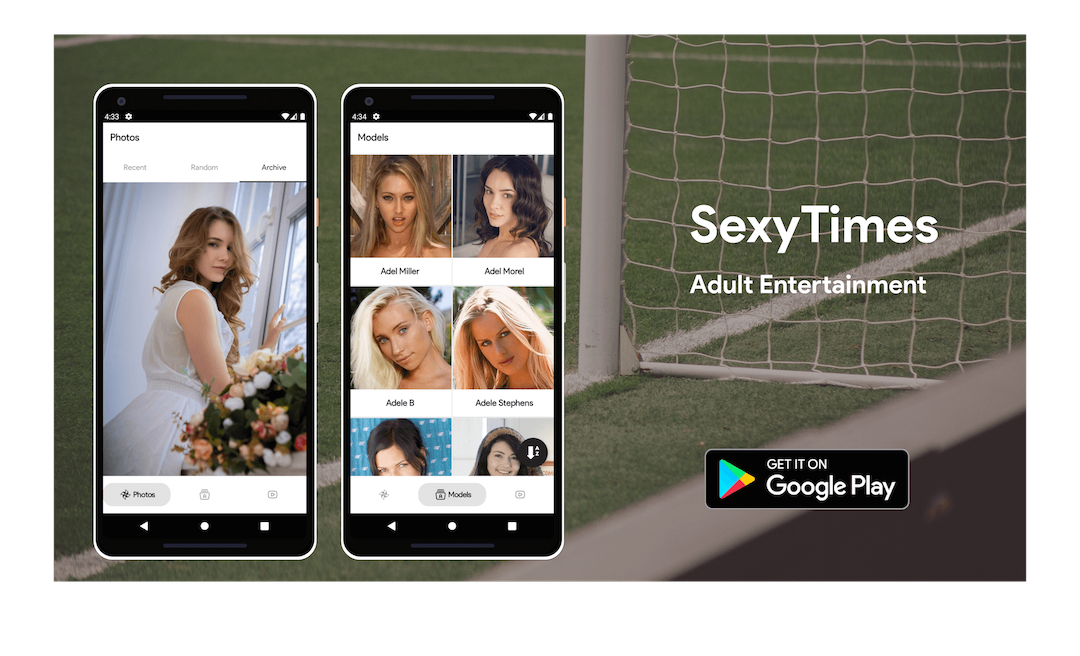 4:33
Photos
Recent Random Archive
Photos
4:34
Models
Adel Miller Adel Morel
Adele B Adele Stephens
A
Z
Models
SexyTimes
Adult Entertainment
GET IT ON
Google Play